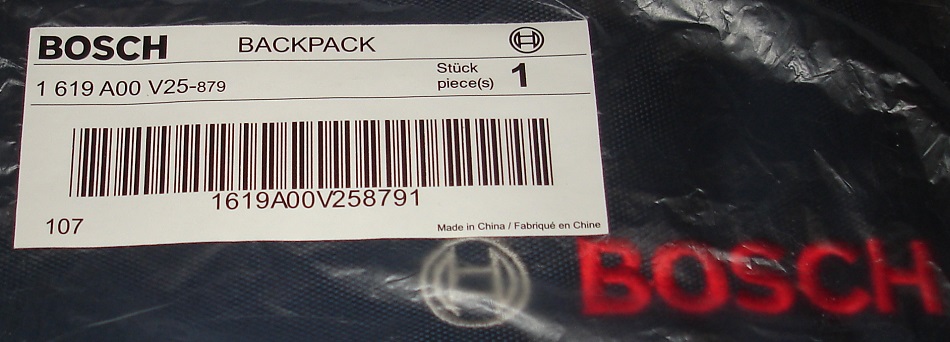 BOSCH BACKPACK
1 619 A00 V25-879
Stück
piece(s) 1
1619A00V258791
107
Made in China / Fabriqué en Chine
BOSCH